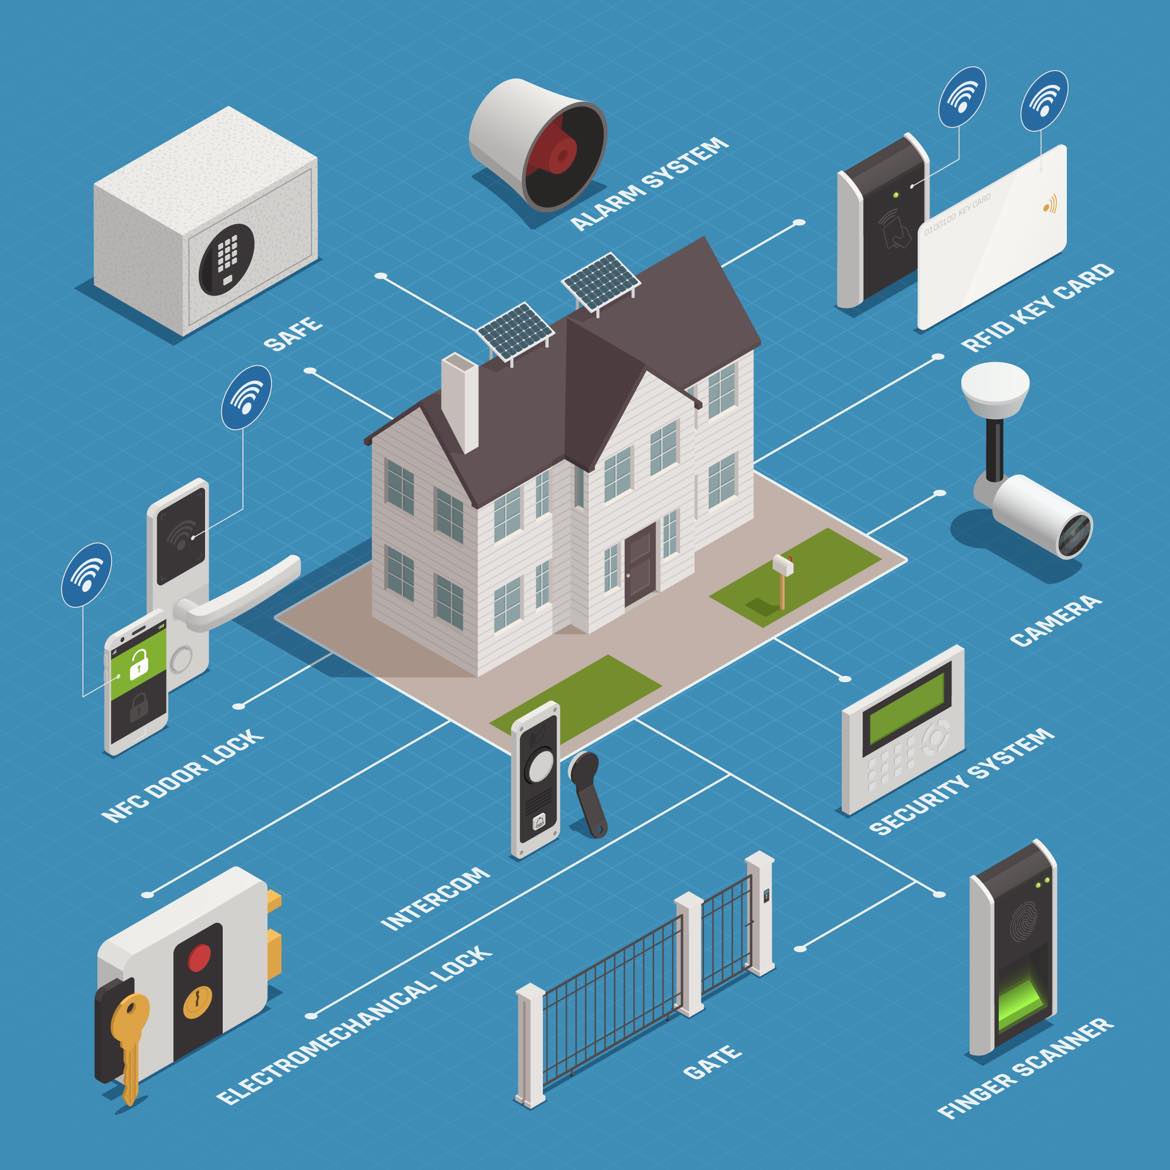 ALARM SYSTEM
0100100 KEY CARD
RFID KEY CARD
SAFE
CAMERA
NFC DOOR LOCK
SECURITY SYSTEM
INTERCOM
ELECTROMECHANICAL LOCK
GATE
FINGER SCANNER